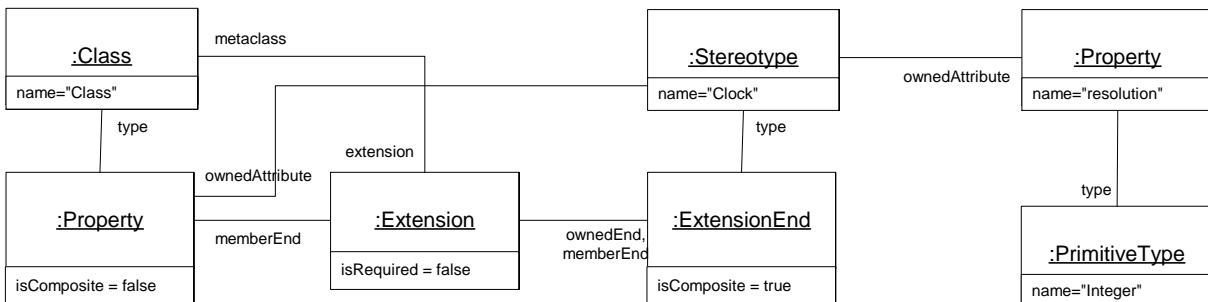 :Class
name="Class"
metaclass
:Stereotype
name="Clock"
ownedAttribute
:Property
name="resolution"
type
extension
ownedAttribute
type
type
:Property
isComposite = false
memberEnd
:Extension
isRequired = false
ownedEnd,
memberEnd
:ExtensionEnd
isComposite = true
:PrimitiveType
name="Integer"